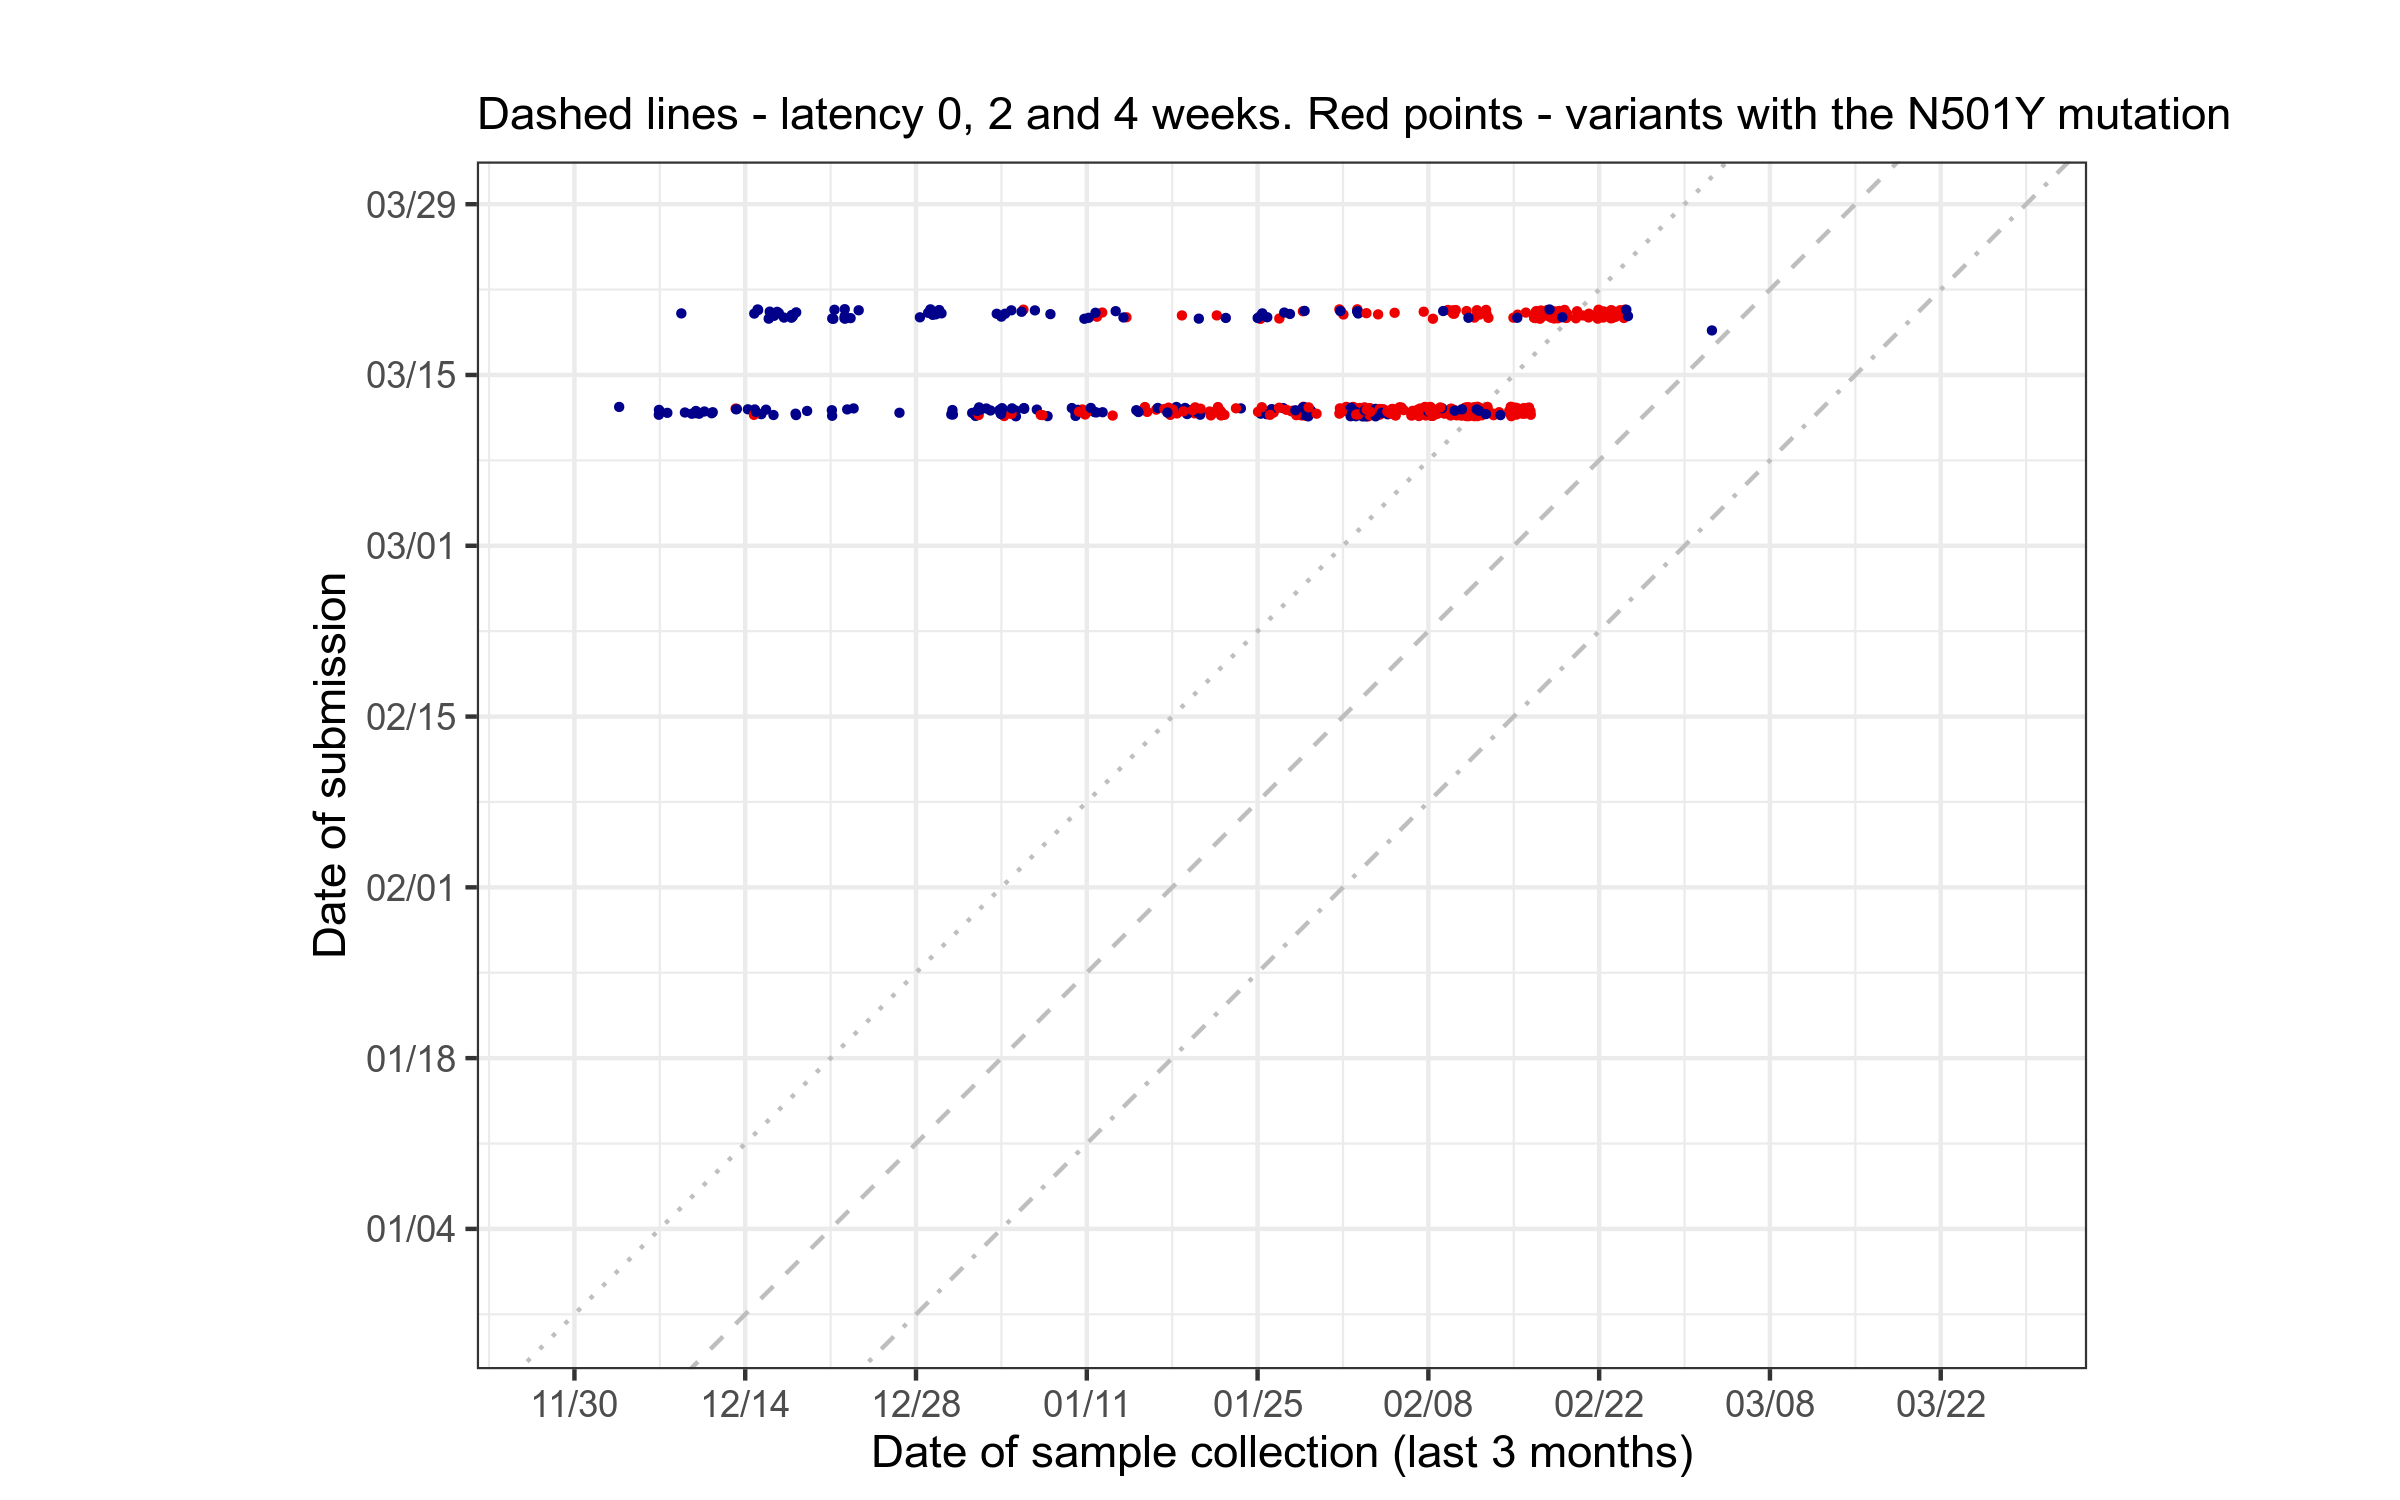 Dashed lines - latency 0, 2 and 4 weeks. Red points - variants with the N501Y mutation
03/29
03/15
03/01
02/15
02/01
01/18
01/04
Date of submission
11/30 12/14 12/28 01/11 01/25 02/08 02/22 03/08 03/22
Date of sample collection (last 3 months)